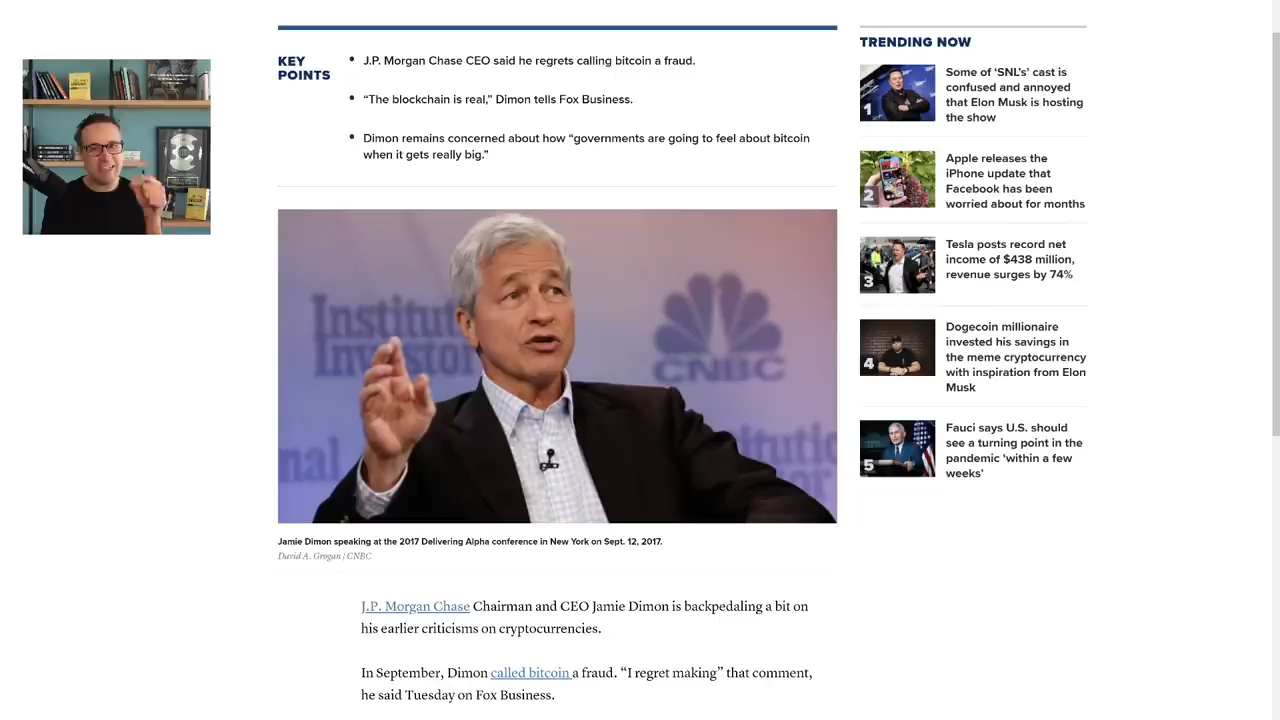 KEY
POINTS
J.P. Morgan Chase CEO said he regrets calling bitcoin a fraud.
“The blockchain is real,” Dimon tells Fox Business.
Dimon remains concerned about how “governments are going to feel about bitcoin
when it gets really big.”
Institu
CNBC
Jamie Dimon speaking at the 2017 Delivering Alpha conference in New York on Sept. 12, 2017.
David A. Grogan | CNBC
J.P. Morgan Chase Chairman and CEO Jamie Dimon is backpedaling a bit on
his earlier criticisms on cryptocurrencies.
In September, Dimon called bitcoin a fraud. “I regret making” that comment,
he said Tuesday on Fox Business.
TRENDING NOW
1
Some of ‘SNL’s’ cast is
confused and annoyed
that Elon Musk is hosting
the show
2
Apple releases the
iPhone update that
Facebook has been
worried about for months
3
Tesla posts record net
income of $438 million,
revenue surges by 74%
4
Dogecoin millionaire
invested his savings in
the meme cryptocurrency
with inspiration from Elon
Musk
5
Fauci says U.S. should
see a turning point in the
pandemic ‘within a few
weeks’